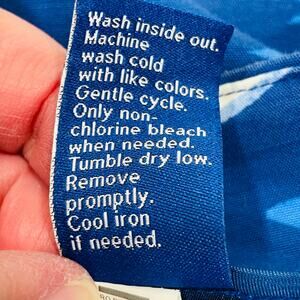 Wash inside out.
Machine
wash cold
with like colors.
Gentle cycle.
Only non-
chlorine bleach
when needed.
Tumble dry low.
Remove
promptly.
Cool iron
if needed.